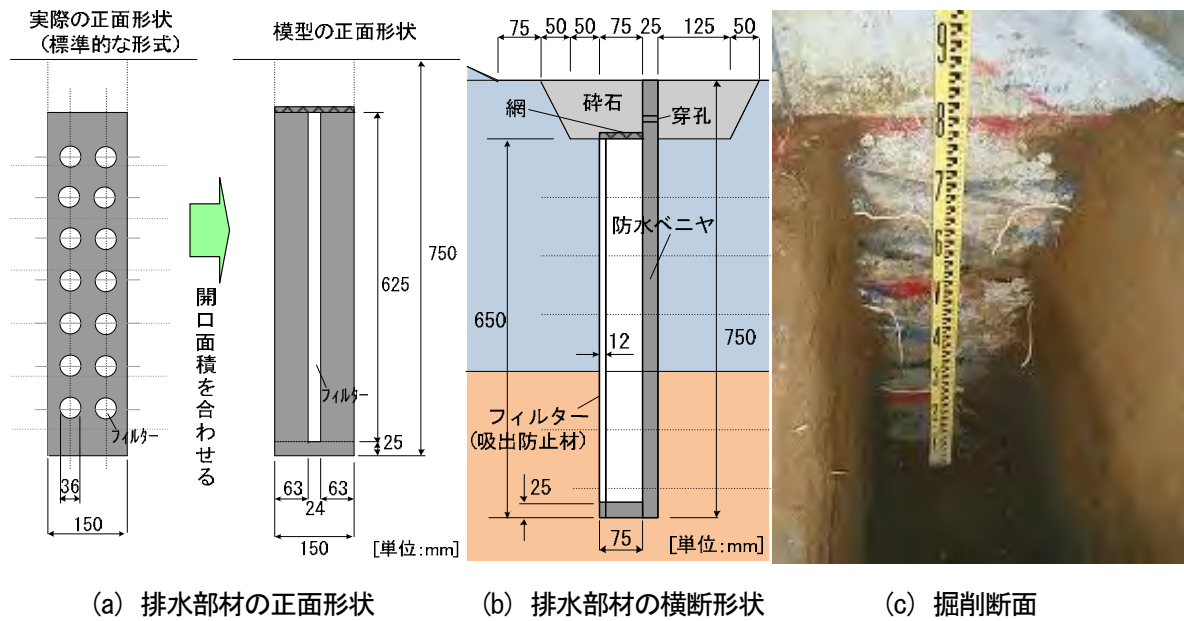 実際の正面形状
(標準的な形式)
フィルター
36
150
開口面積を合わせる
模型の正面形状
フィルター
625
750
25
63
63
24
150
[単位:mm]
75 50 50 75 25 125 50
砕石
網
穿孔
防水ベニヤ
650
12
750
フィルター
(吸出防止材)
25
75
[単位:mm]
9
8
7
6
4
(a) 排水部材の正面形状
(b) 排水部材の横断形状
(c) 掘削断面